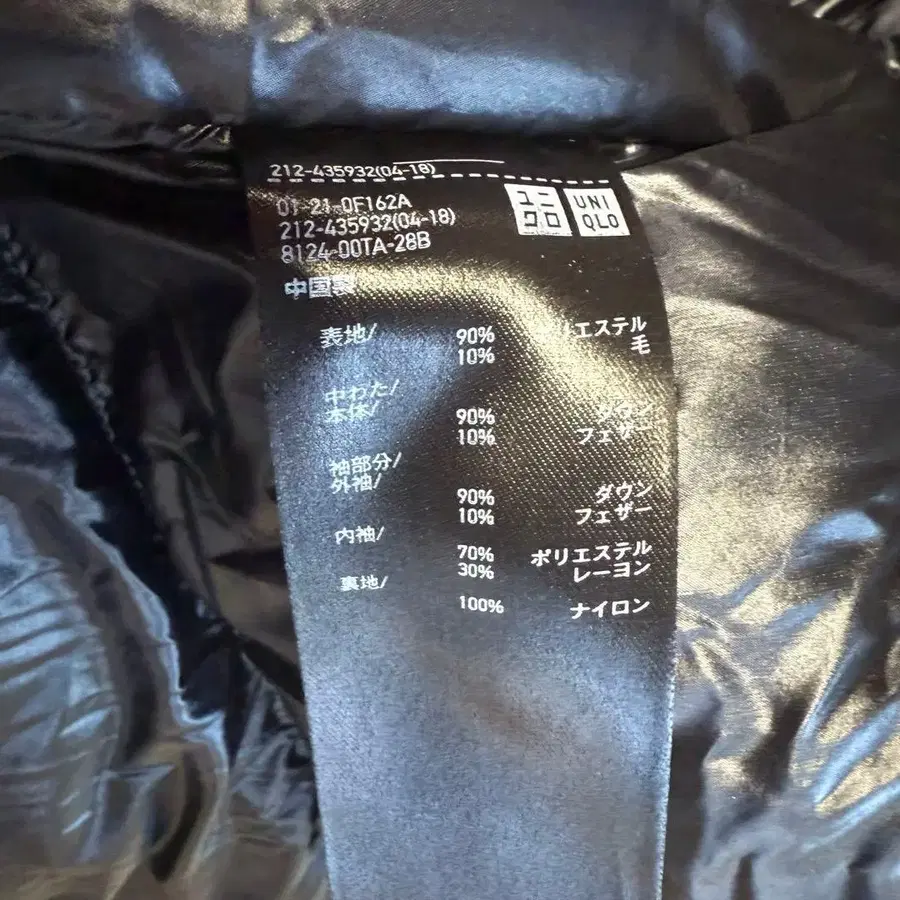 212-435932(04-18)
01-21-0F162A
212-435932(04-18)
8124-00TA-28B
ユニ
クロ
UNI
QLO
中国製
表地/
90% ポリエステル
10% 毛
中わた/
本体/
90% ダウン
10% フェザー
袖部分/
外袖/
90% ダウン
10% フェザー
内袖/
70% ポリエステル
30% レーヨン
裏地/
100% ナイロン